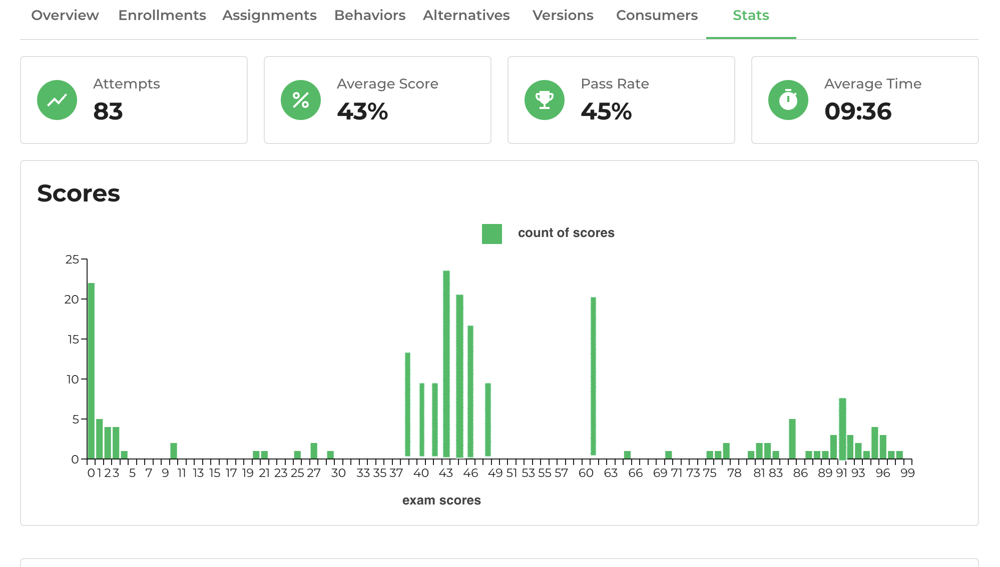 Overview Enrollments Assignments Behaviors Alternatives Versions Consumers Stats
Attempts Average Score Pass Rate Average Time
83 43% 45% 09:36
Scores
count of scores
25
20
15
10
5
0
0 1 2 3 5 7 9 11 13 15 17 19 21 23 25 27 30 33 35 37 40 43 46 49 51 53 55 57 60 63 66 69 71 73 75 78 81 83 86 89 91 93 96 99
exam scores